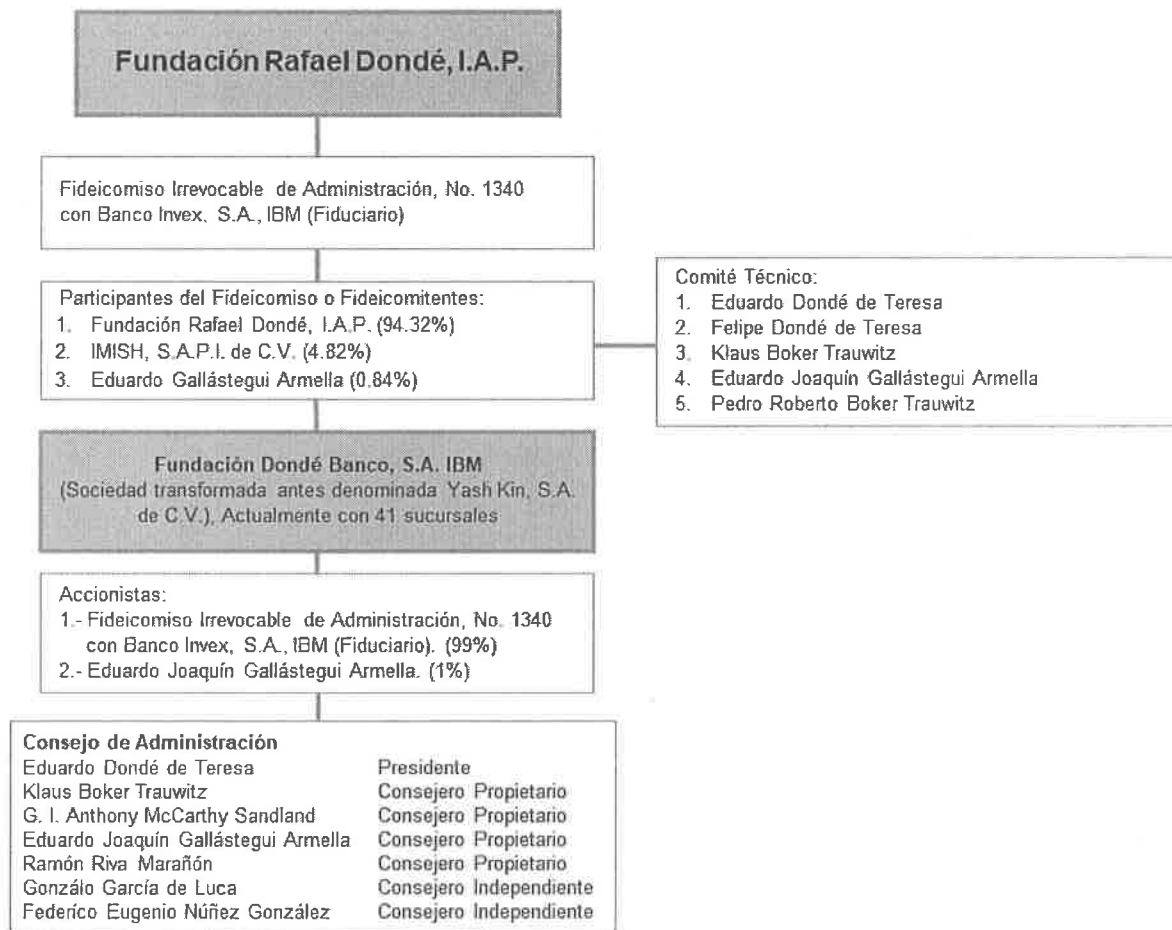 Fundación Rafael Dondé, I.A.P.
Fideicomiso Irrevocable de Administración, No. 1340
con Banco Invex, S.A., IBM (Fiduciario)
Participantes del Fideicomiso o Fideicomitentes:
1. Fundación Rafael Dondé, I.A.P. (94.32%)
2. IMISH, S.A.P.I. de C.V. (4.82%)
3. Eduardo Gallástegui Armella (0.84%)
Comité Técnico:
1. Eduardo Dondé de Teresa
2. Felipe Dondé de Teresa
3. Klaus Boker Trauwitz
4. Eduardo Joaquín Gallástegui Armella
5. Pedro Roberto Boker Trauwitz
Fundación Dondé Banco, S.A. IBM
(Sociedad transformada antes denominada Yash Kin, S.A.
de C.V.), Actualmente con 41 sucursales
Accionistas:
1.- Fideicomiso Irrevocable de Administración, No. 1340
con Banco Invex, S.A., IBM (Fiduciario). (99%)
2.- Eduardo Joaquín Gallástegui Armella. (1%)
Consejo de Administración
Eduardo Dondé de Teresa Presidente
Klaus Boker Trauwitz Consejero Propietario
G. I. Anthony McCarthy Sandland Consejero Propietario
Eduardo Joaquín Gallástegui Armella Consejero Propietario
Ramón Riva Marañón Consejero Propietario
Gonzálo García de Luca Consejero Independiente
Federíco Eugenio Núñez González Consejero Independiente